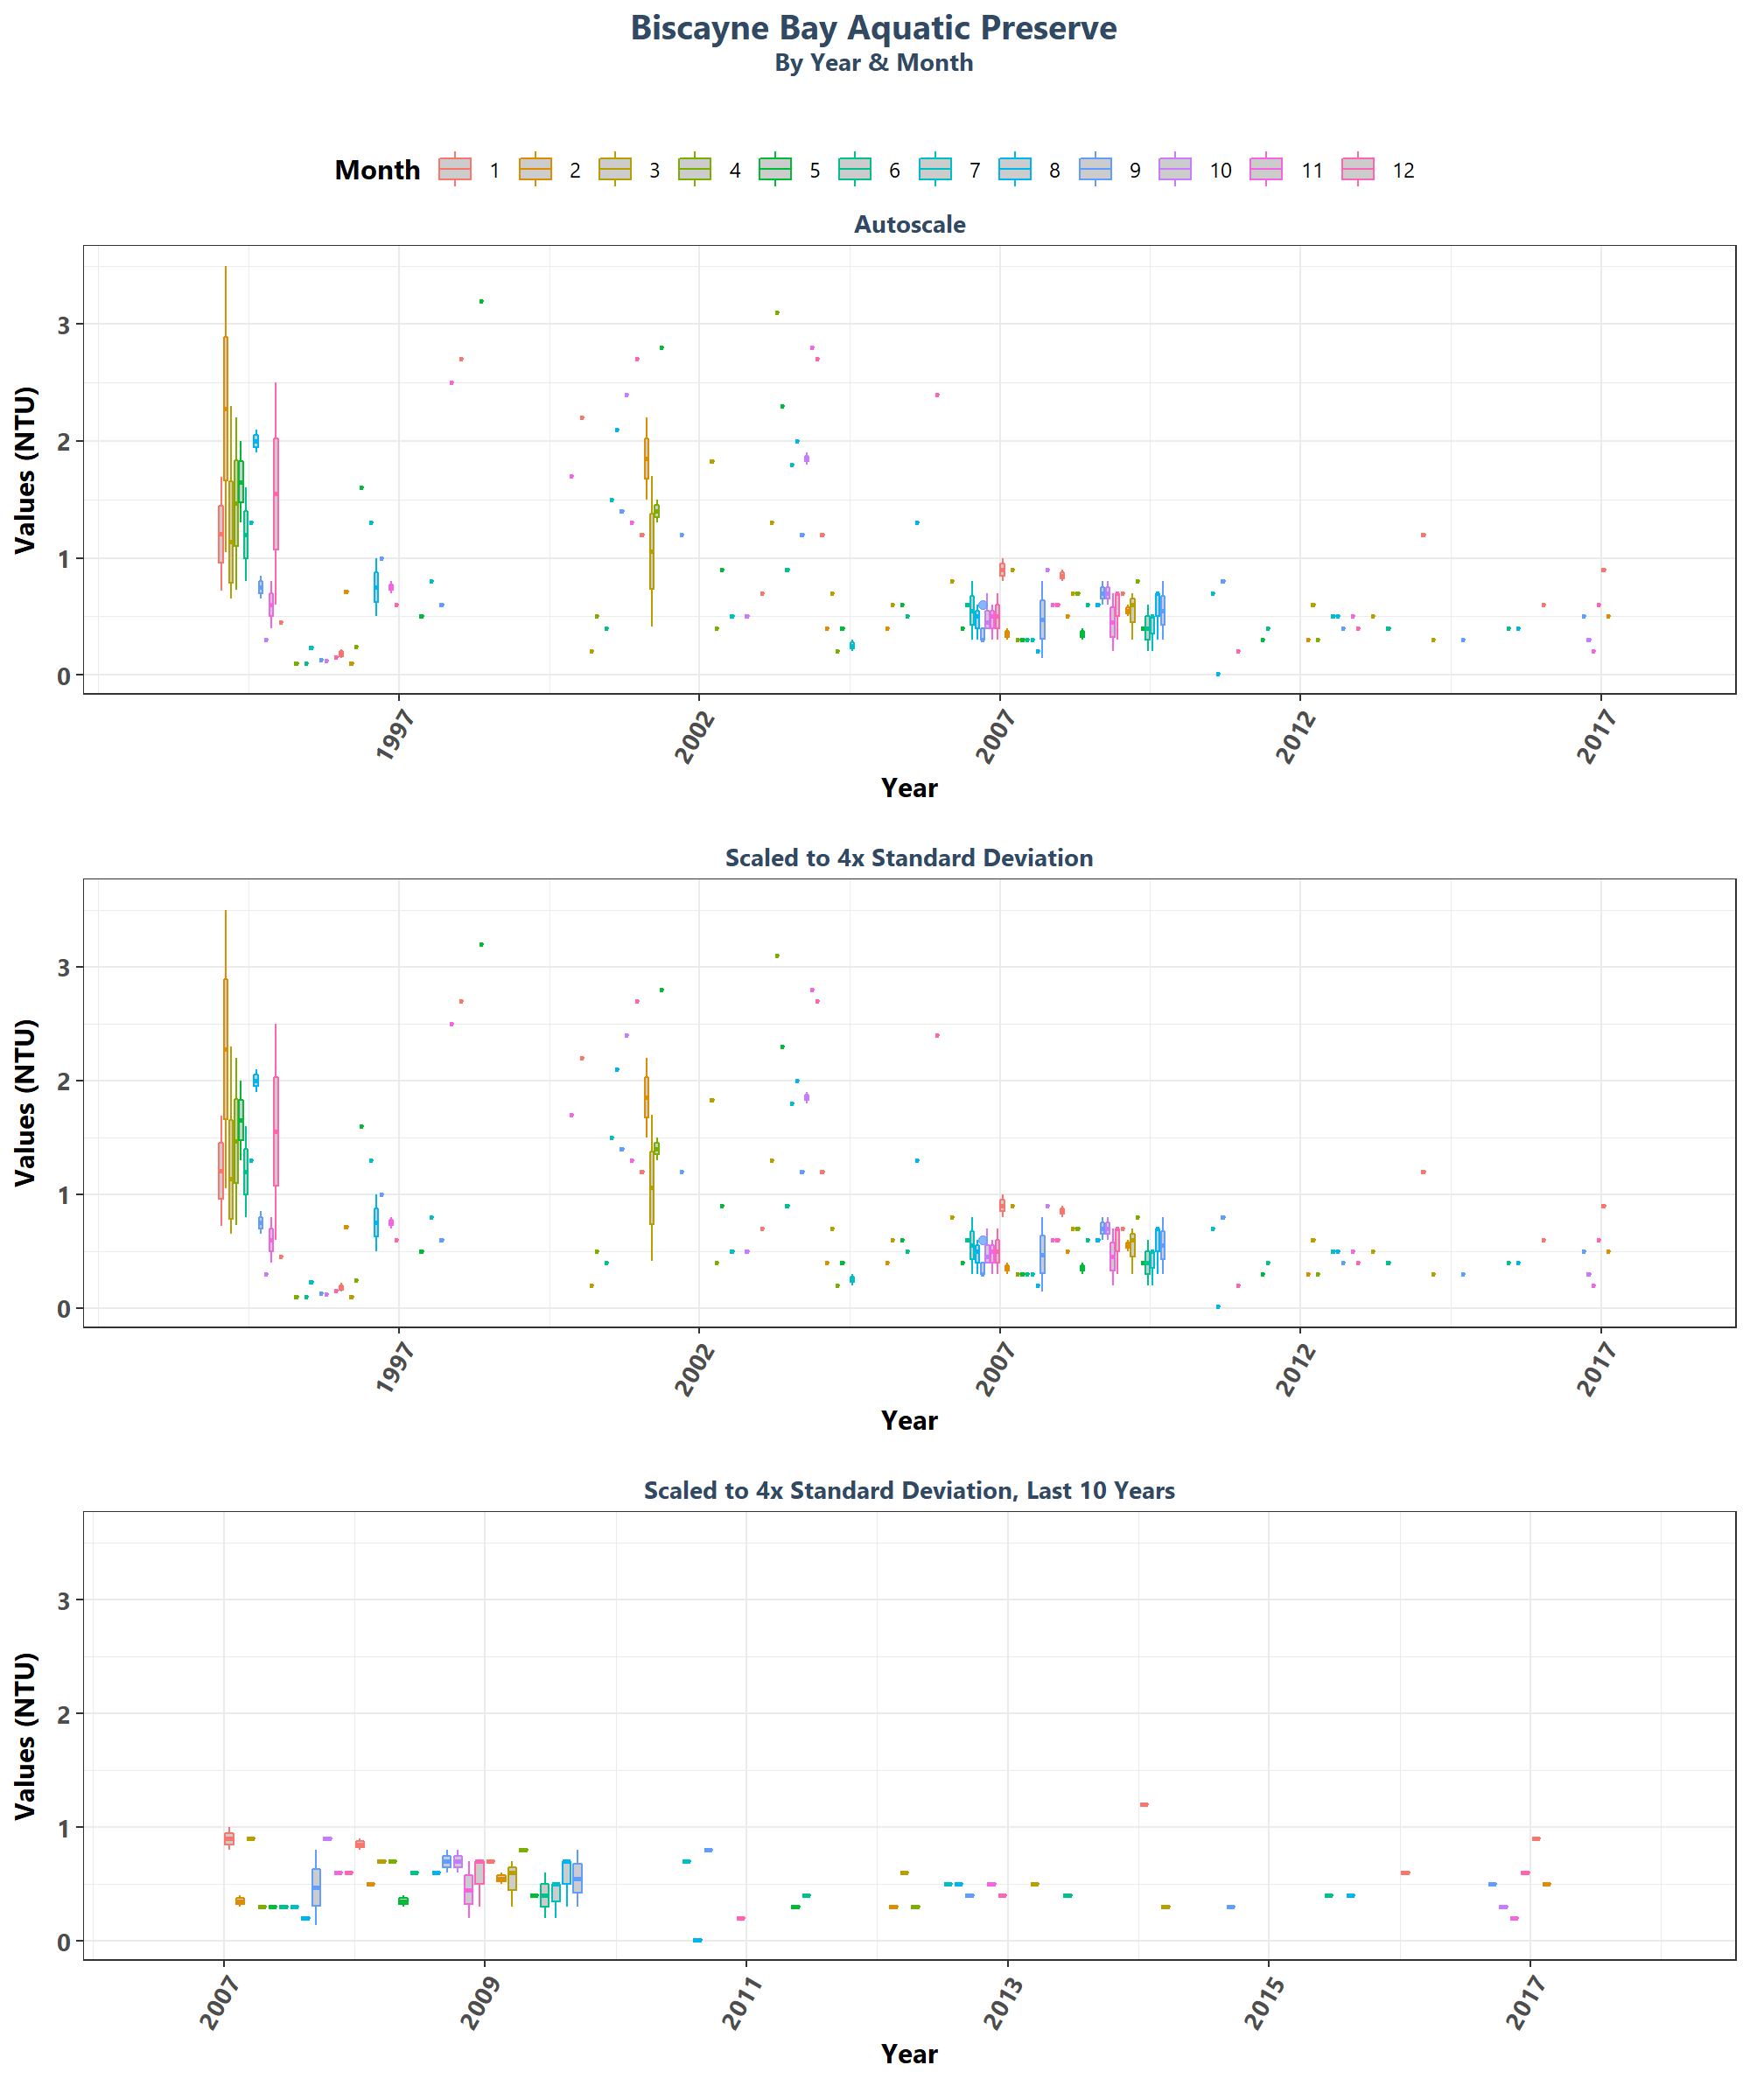 Biscayne Bay Aquatic Preserve
By Year & Month
Month 1 2 3 4 5 6 7 8 9 10 11 12
Autoscale
Values (NTU)
3
2
1
0
1997 2002 2007 2012 2017
Year
Scaled to 4x Standard Deviation
Values (NTU)
3
2
1
0
1997 2002 2007 2012 2017
Year
Scaled to 4x Standard Deviation, Last 10 Years
Values (NTU)
3
2
1
0
2007 2009 2011 2013 2015 2017
Year